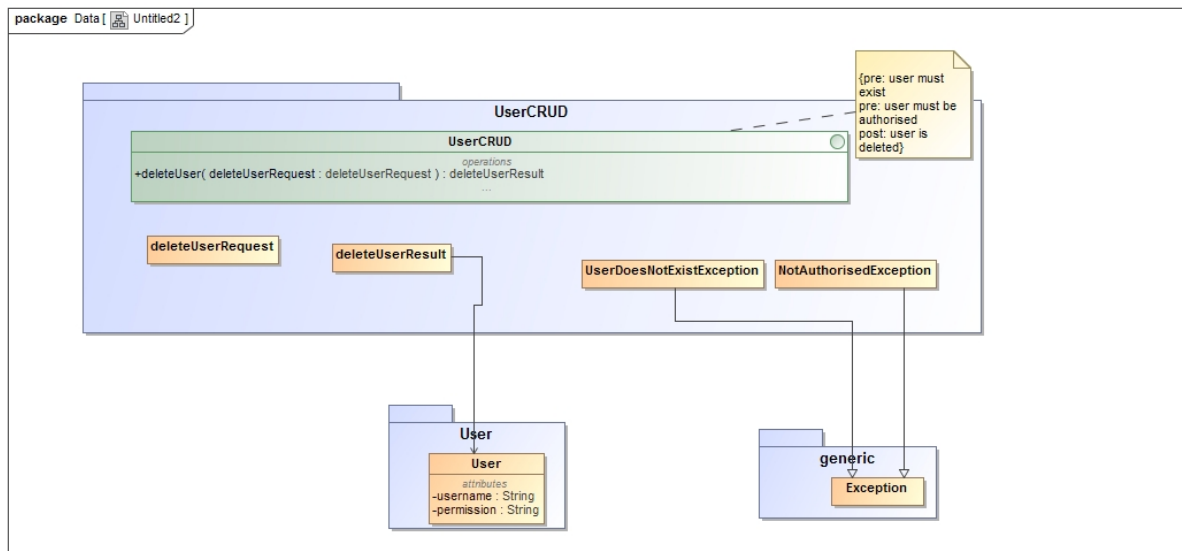 package Data [ Untitled2 ]
{pre: user must
exist
pre: user must be
authorised
post: user is
deleted}
UserCRUD
UserCRUD
operations
+deleteUser( deleteUserRequest : deleteUserRequest ) : deleteUserResult
...
deleteUserRequest
deleteUserResult
UserDoesNotExistException
NotAuthorisedException
User
User
attributes
-username : String
-permission : String
generic
Exception